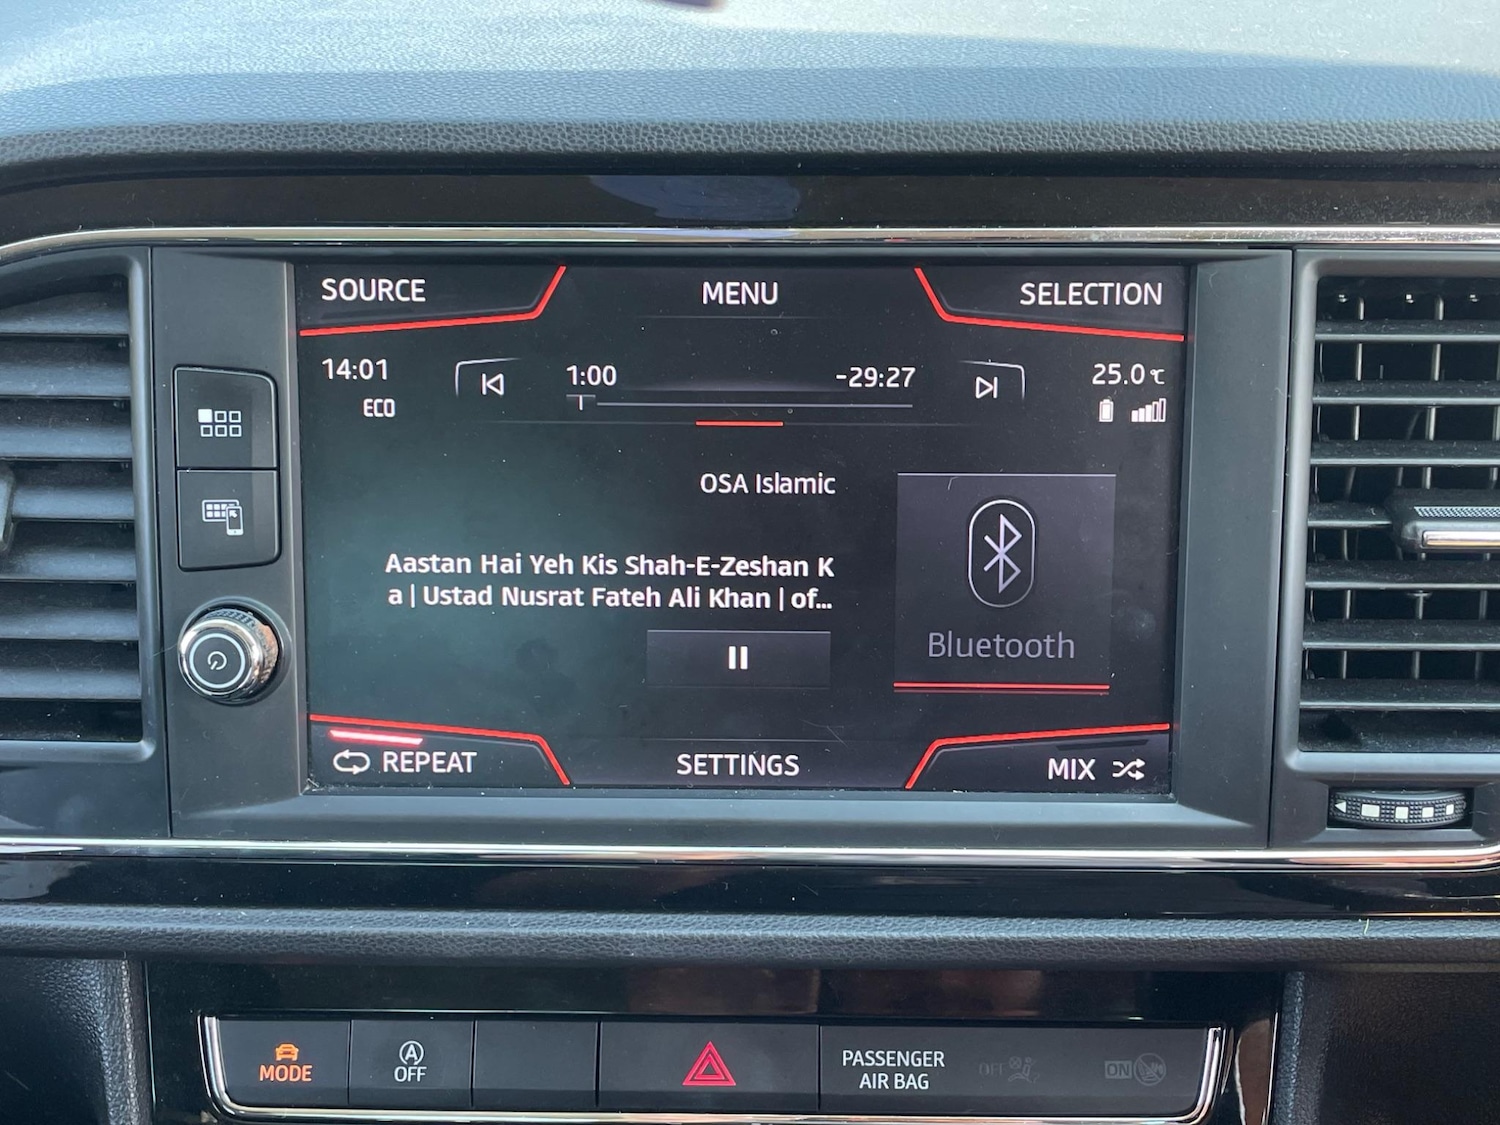 SOURCE
MENU
SELECTION
14:01
1:00
-29:27
25.0 °C
ECO
OSA Islamic
Aastan Hai Yeh Kis Shah-E-Zeshan K
a | Ustad Nusrat Fateh Ali Khan | of...
Bluetooth
REPEAT
SETTINGS
MIX
MODE
A
OFF
PASSENGER
AIR BAG
OFF
ON